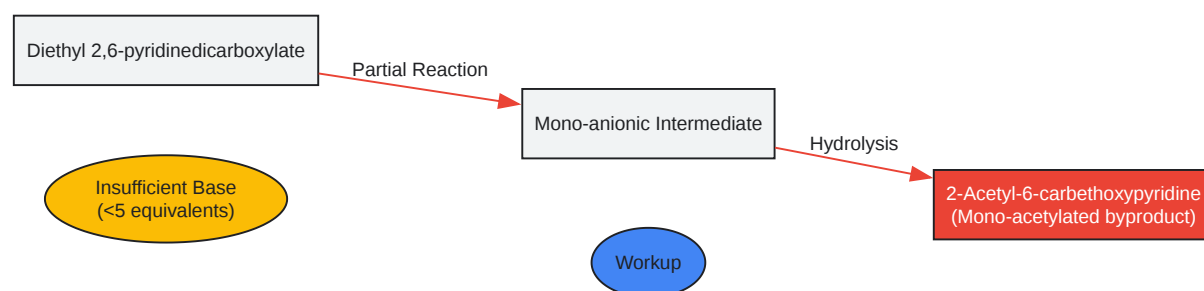 Diethyl 2,6-pyridinedicarboxylate
Partial Reaction
Mono-anionic Intermediate
Hydrolysis
2-Acetyl-6-carbethoxypyridine
(Mono-acetylated byproduct)
Insufficient Base
(<5 equivalents)
Workup